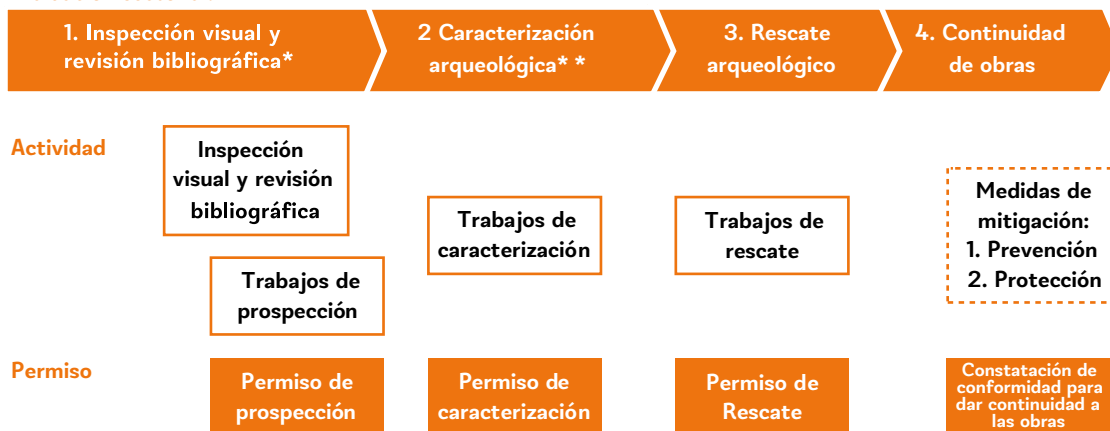 1. Inspección visual y
revisión bibliográfica*
2 Caracterización
arqueológica* *
3. Rescate
arqueológico
4. Continuidad
de obras
Actividad
Inspección
visual y revisión
bibliográfica
Trabajos de
prospección
Trabajos de
caracterización
Trabajos de
rescate
Medidas de
mitigación:
1. Prevención
2. Protección
Permiso
Permiso de
prospección
Permiso de
caracterización
Permiso de
Rescate
Constatación de
conformidad para
dar continuidad a
las obras